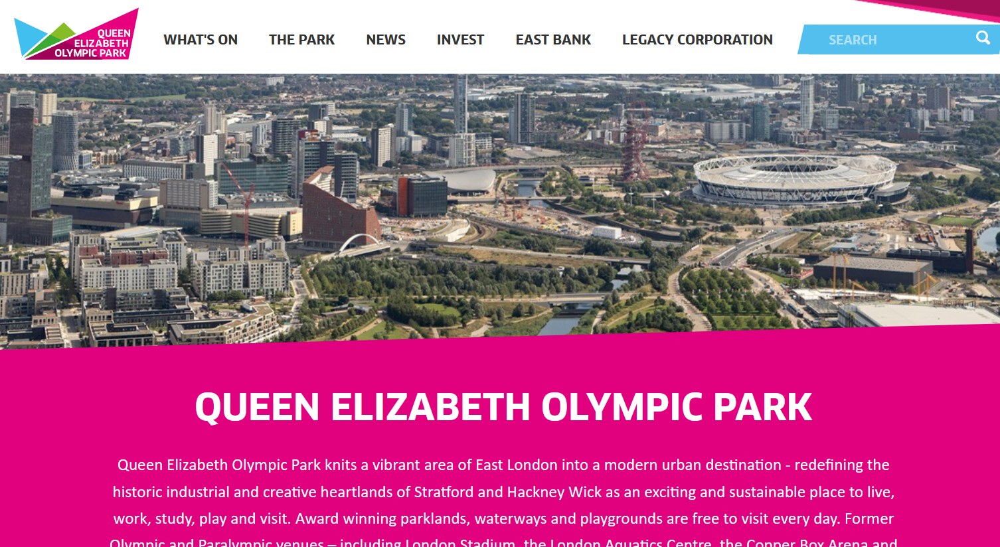 QUEEN
ELIZABETH
OLYMPIC PARK
WHAT'S ON THE PARK NEWS INVEST EAST BANK LEGACY CORPORATION SEARCH
QUEEN ELIZABETH OLYMPIC PARK
Queen Elizabeth Olympic Park knits a vibrant area of East London into a modern urban destination - redefining the
historic industrial and creative heartlands of Stratford and Hackney Wick as an exciting and sustainable place to live,
work, study, play and visit. Award winning parklands, waterways and playgrounds are free to visit every day. Former
Olympic and Paralympic venues – including London Stadium, the London Aquatics Centre, the Copper Box Arena and